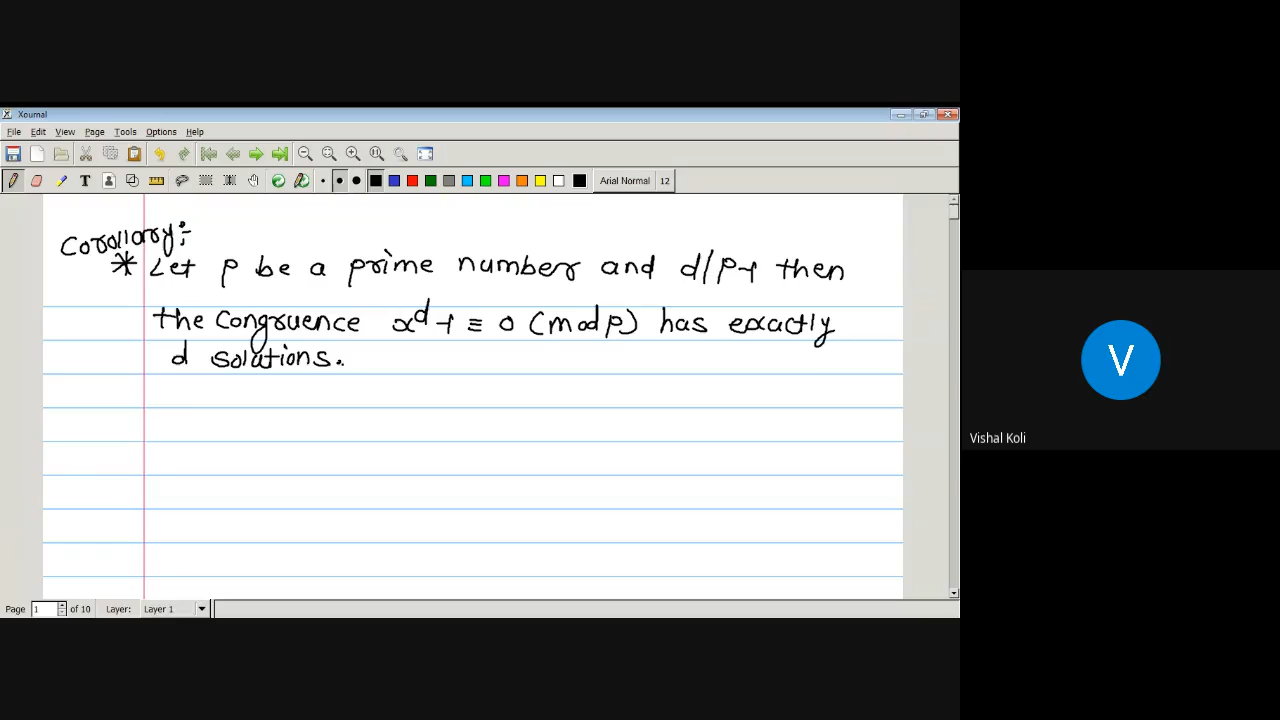 Xournal
File Edit View Page Tools Options Help
Arial Normal 12
Corollary:-
* Let p be a prime number and d/p-1 then
the congruence x^d-1 ≡ 0 (mod p) has exactly
d solutions.
V
Vishal Koli
Page 1 of 10 Layer: Layer 1